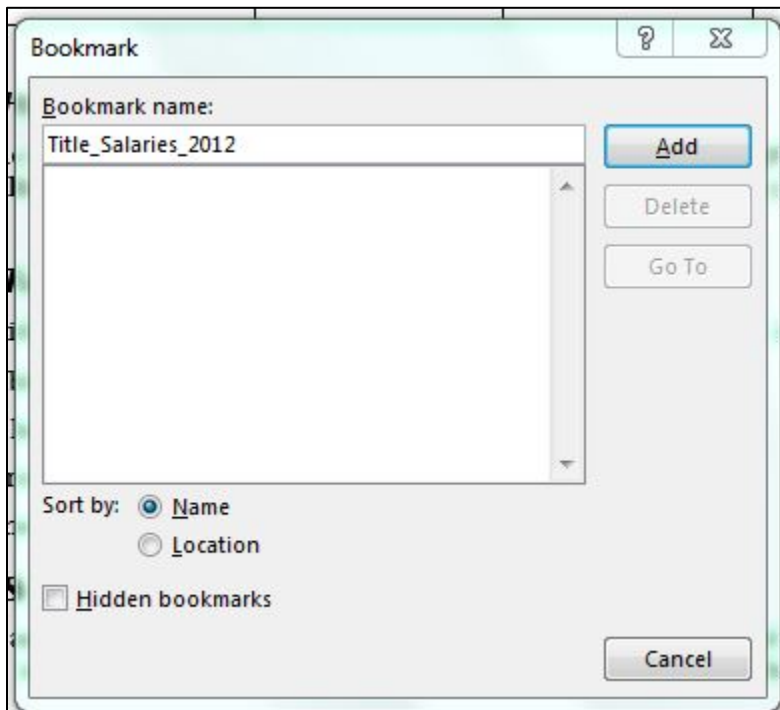 Bookmark
Bookmark name:
Title_Salaries_2012
Add
Delete
Go To
Sort by: Name
Location
Hidden bookmarks
Cancel